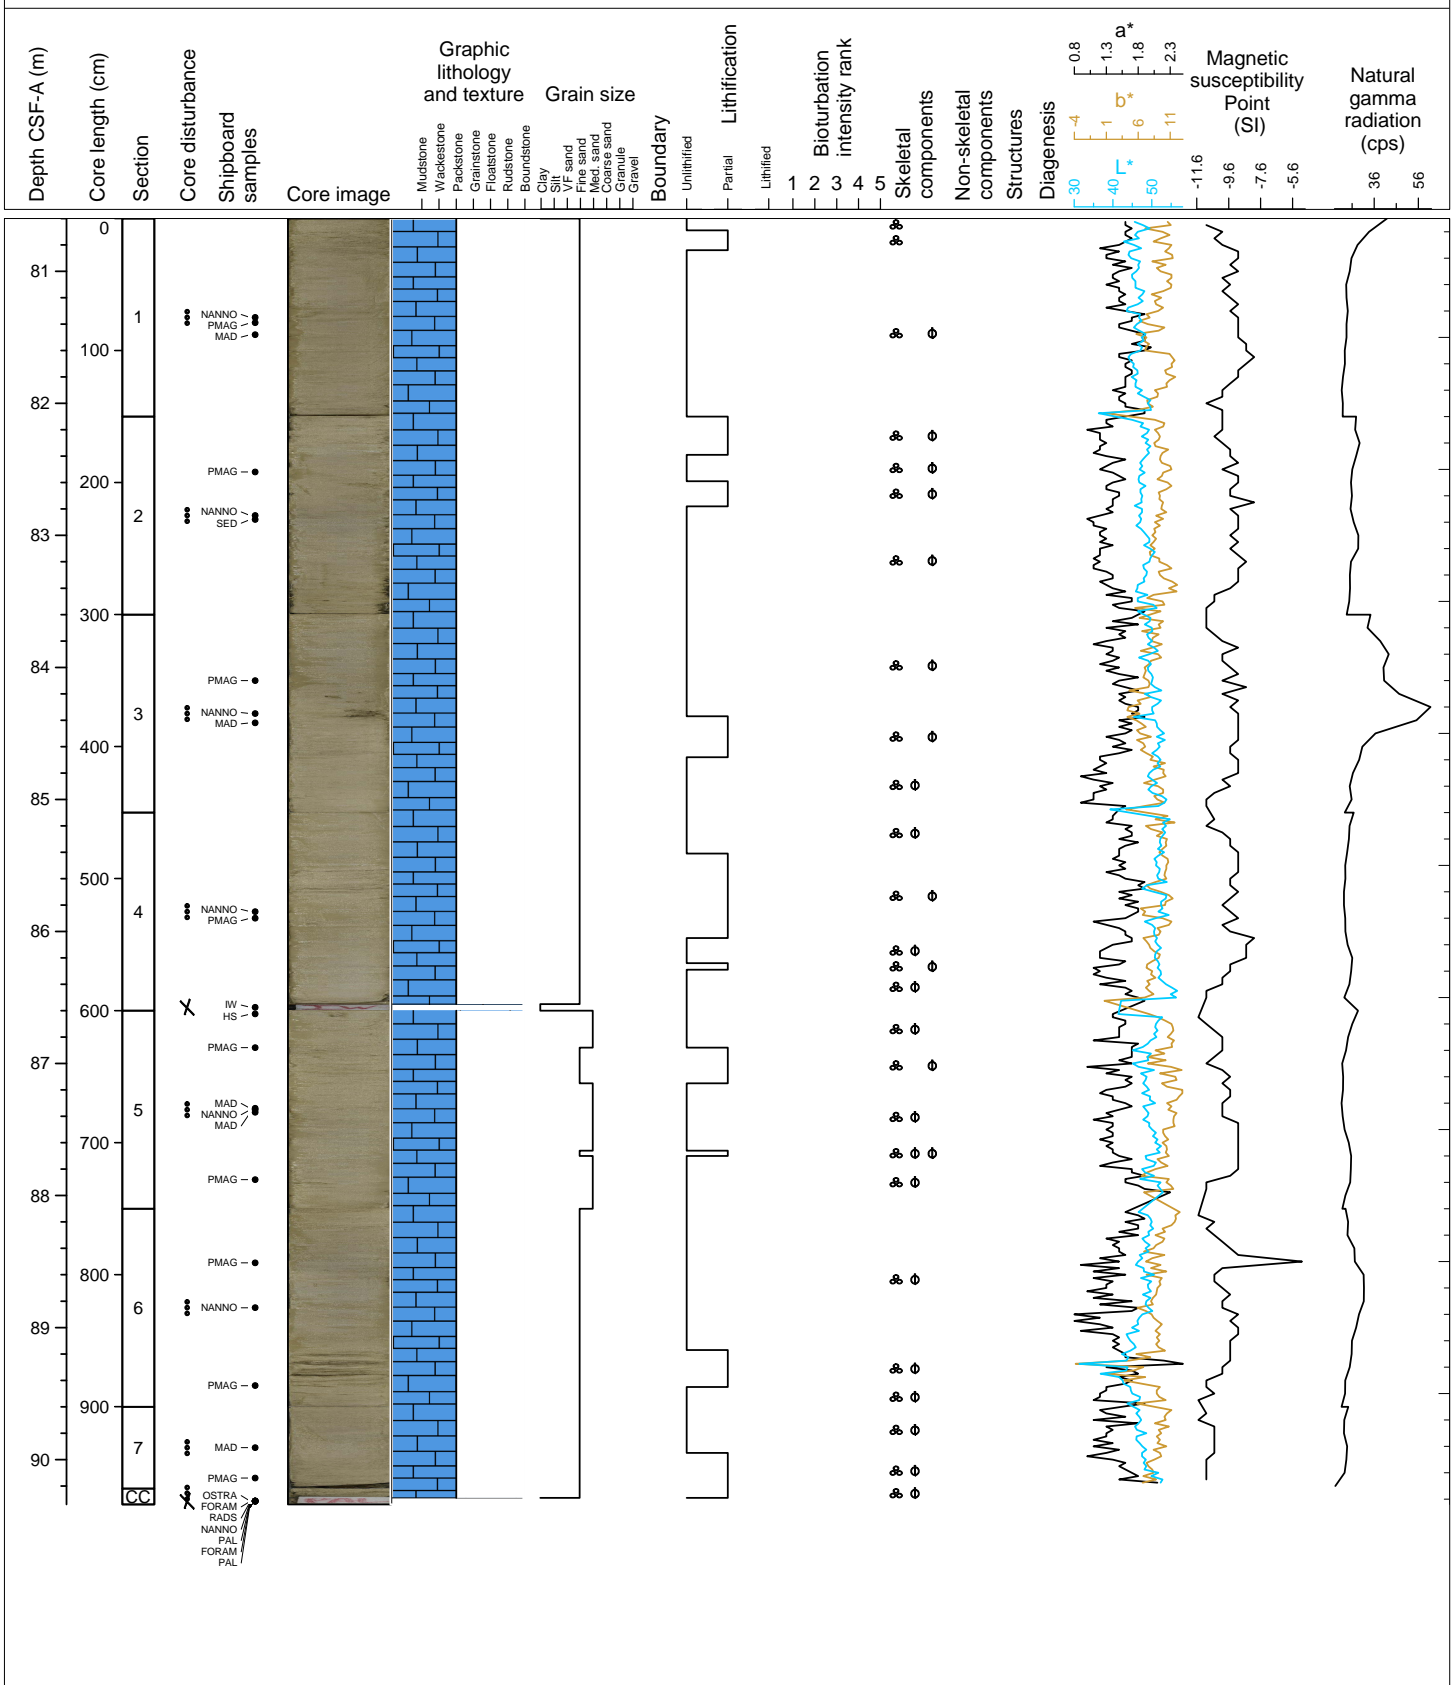 Depth CSF-A (m)
Core length (cm)
Section
Core disturbance
Shipboard
samples
Core image
Graphic
lithology
and texture
Mudstone
Wackestone
Packstone
Grainstone
Floatstone
Rudstone
Boundstone
Grain size
Clay
Silt
VF sand
Fine sand
Med. sand
Coarse sand
Granule
Gravel
Boundary
Lithification
Unlithified
Partial
Lithified
Bioturbation
intensity rank
1 2 3 4 5
Skeletal
components
Non-skeletal
components
Structures
Diagenesis
a*
0.8 1.3 1.8 2.3
b*
-4 1 6 11
L*
30 40 50
Magnetic
susceptibility
Point
(SI)
-11.6 -9.6 -7.6 -5.6
Natural
gamma
radiation
(cps)
36 56
0
81
1
NANNO
PMAG
MAD
100
82
PMAG
200
2
NANNO
SED
83
300
84
PMAG
3
NANNO
MAD
400
85
500
4
NANNO
PMAG
86
IW
600
HS
PMAG
87
MAD
5
NANNO
MAD
700
PMAG
88
PMAG
800
6
NANNO
89
PMAG
900
7
MAD
90
PMAG
CC
OSTRA
FORAM
RADS
NANNO
PAL
FORAM
PAL